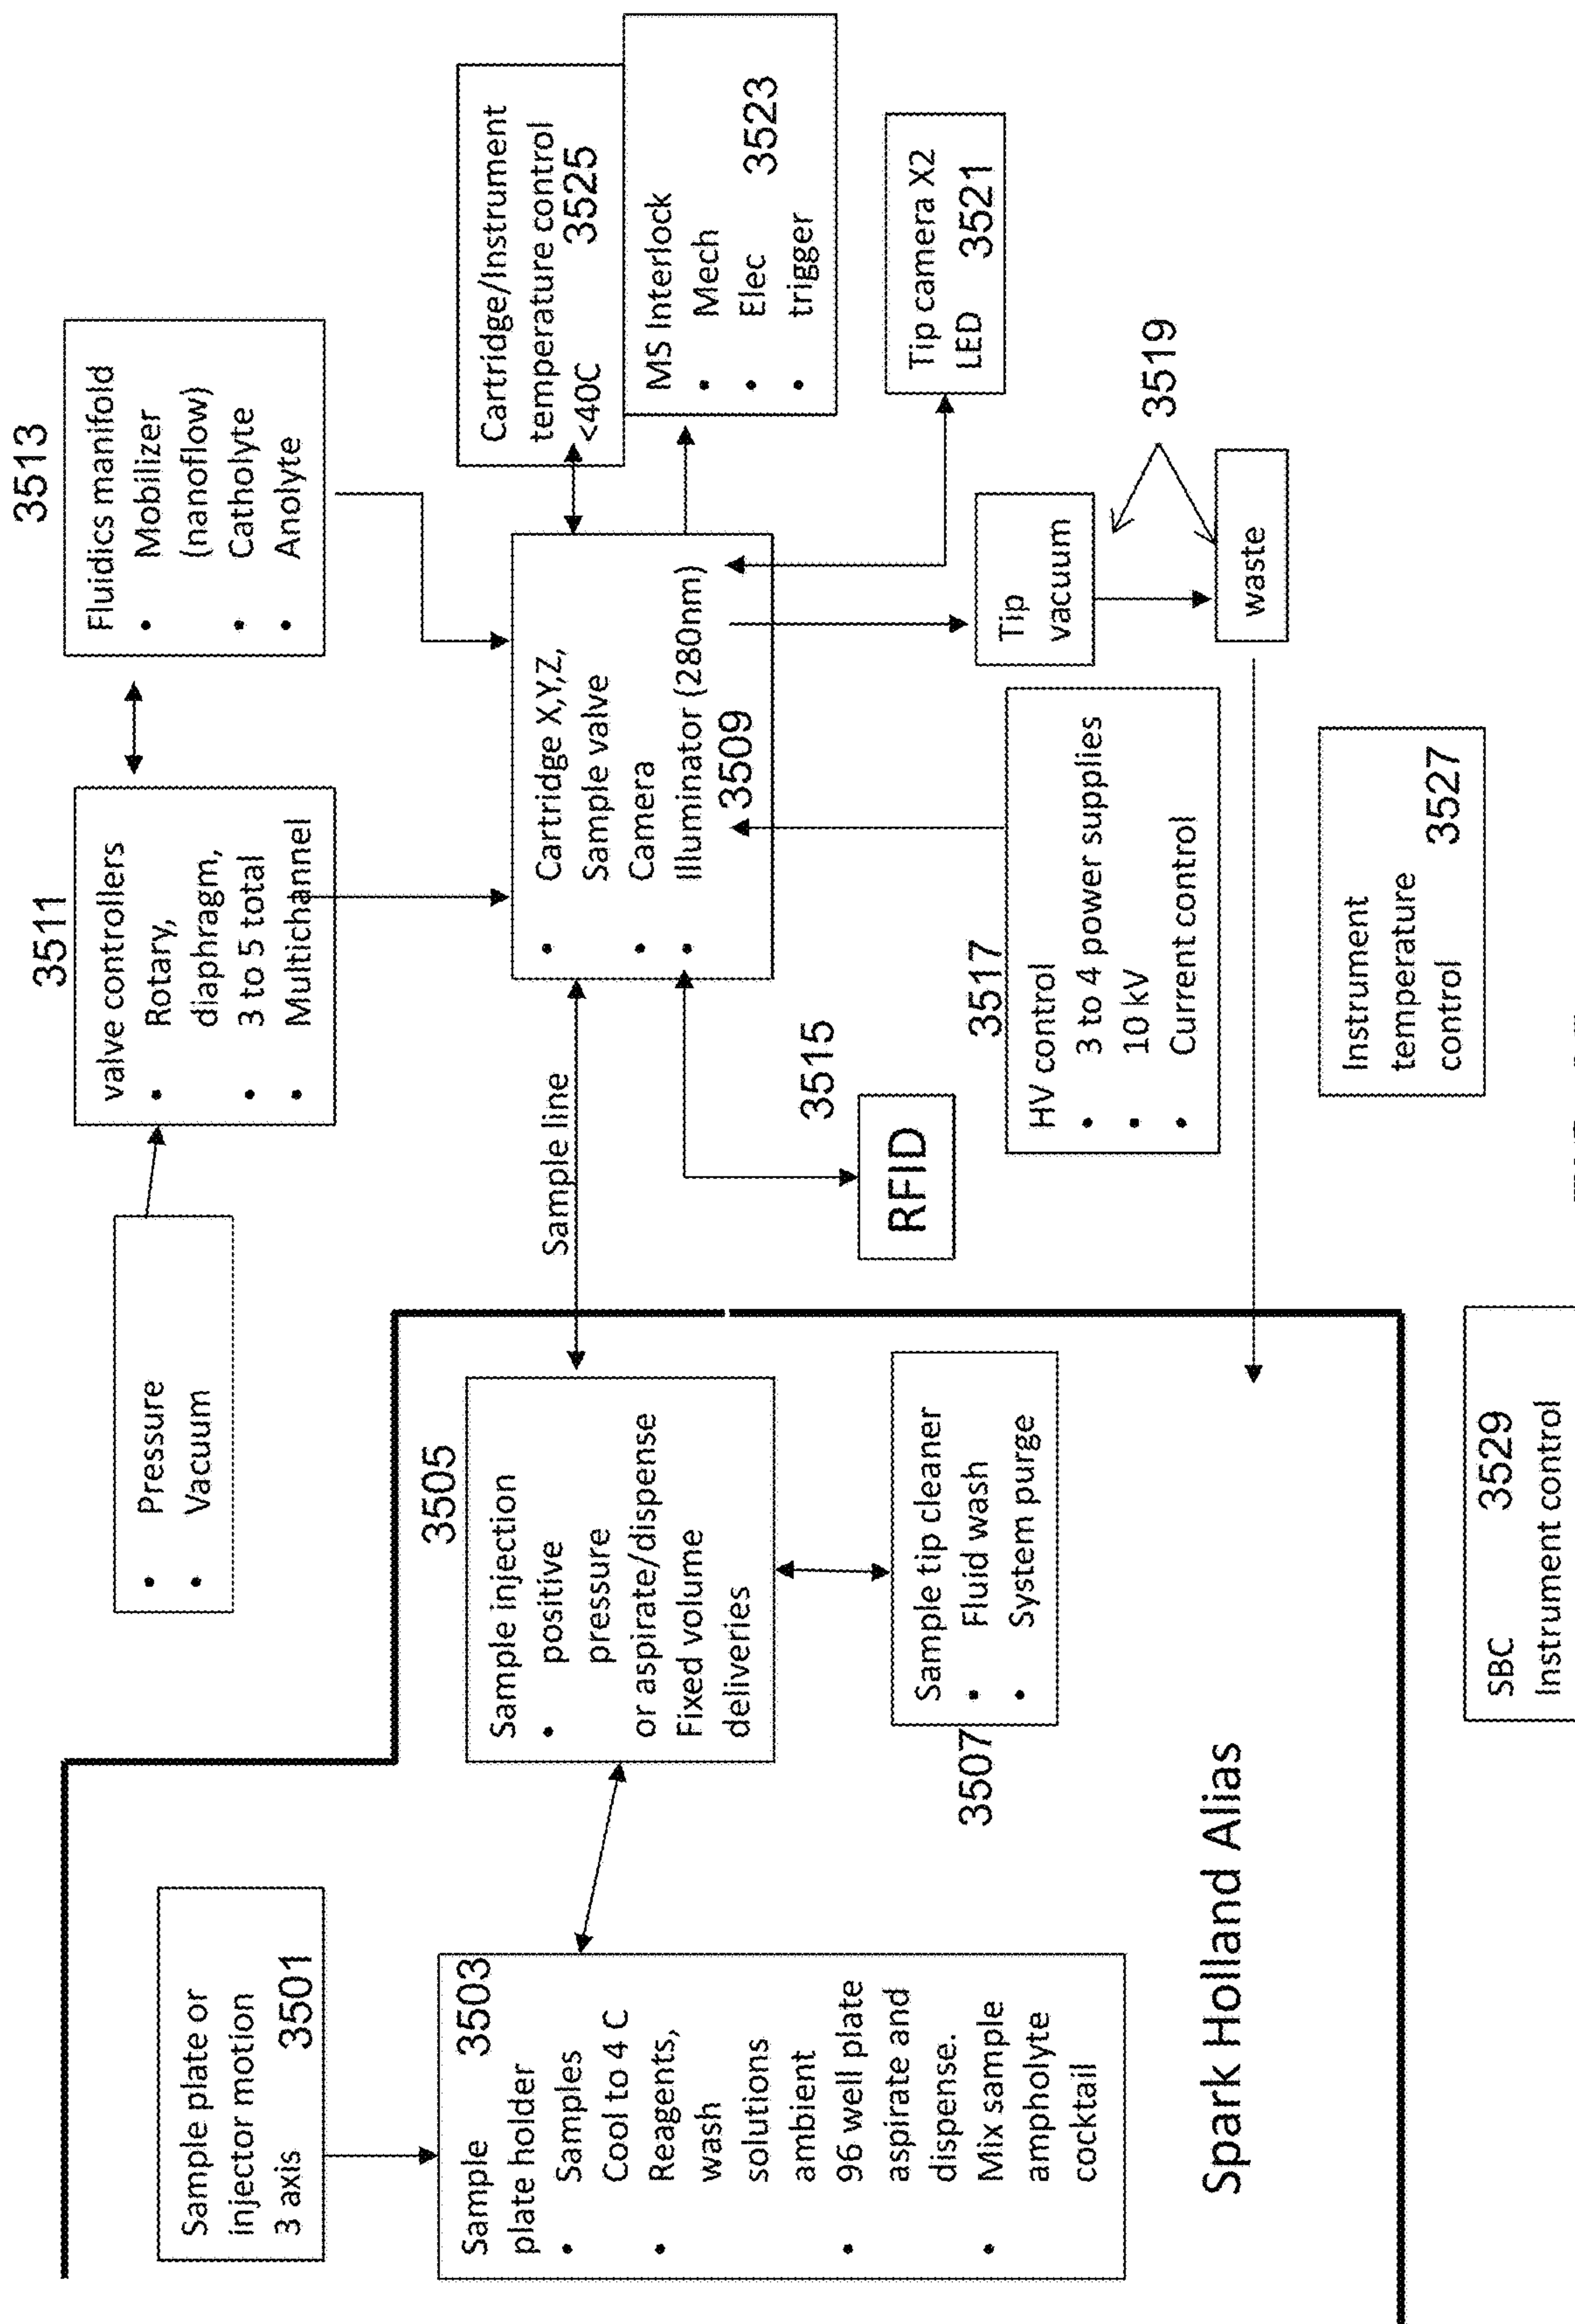 3513
3511
Pressure
Vacuum
valve controllers
Rotary,
diaphragm,
3 to 5 total
Multichannel
Fluidics manifold
Mobilizer
(nanoflow)
Catholyte
Anolyte
Sample plate or
injector motion
3 axis 3501
3505
Sample injection
positive
pressure
or aspirate/dispense
Fixed volume
deliveries
Sample line
Cartridge X,Y,Z,
Sample valve
Camera
Illuminator (280nm)
3509
Cartridge/Instrument
temperature control
<40C 3525
MS Interlock
Mech
Elec 3523
trigger
Sample 3503
plate holder
Samples
Cool to 4 C
Reagents,
wash
solutions
ambient
96 well plate
aspirate and
dispense.
Mix sample
ampholyte
cocktail
3507
Sample tip cleaner
Fluid wash
System purge
3515
RFID
3517
HV control
3 to 4 power supplies
10 kV
Current control
Tip camera X2
LED 3521
Tip
vacuum
3519
waste
Spark Holland Alias
Instrument
temperature
control 3527
SBC 3529
Instrument control